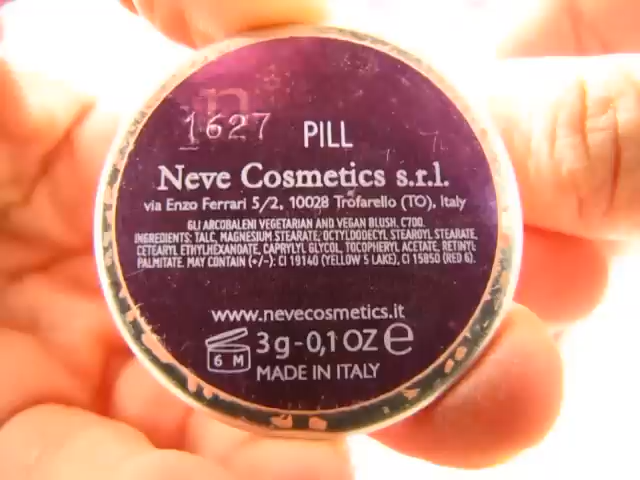 1627 PILL
Neve Cosmetics s.r.l.
via Enzo Ferrari 5/2, 10028 Trofarello (TO), Italy
GLI ARCOBALENI VEGETARIAN AND VEGAN BLUSH. C700.
INGREDIENTS: TALC, MAGNESIUM STEARATE, OCTYLDODECYL STEAROYL STEARATE,
CETEARYL ETHYLHEXANOATE, CAPRYLYL GLYCOL, TOCOPHERYL ACETATE, RETINYL
PALMITATE. MAY CONTAIN (+/-): CI 19140 (YELLOW 5 LAKE), CI 15850 (RED 6).
www.nevecosmetics.it
6 M 3g-0,1 OZ e
MADE IN ITALY